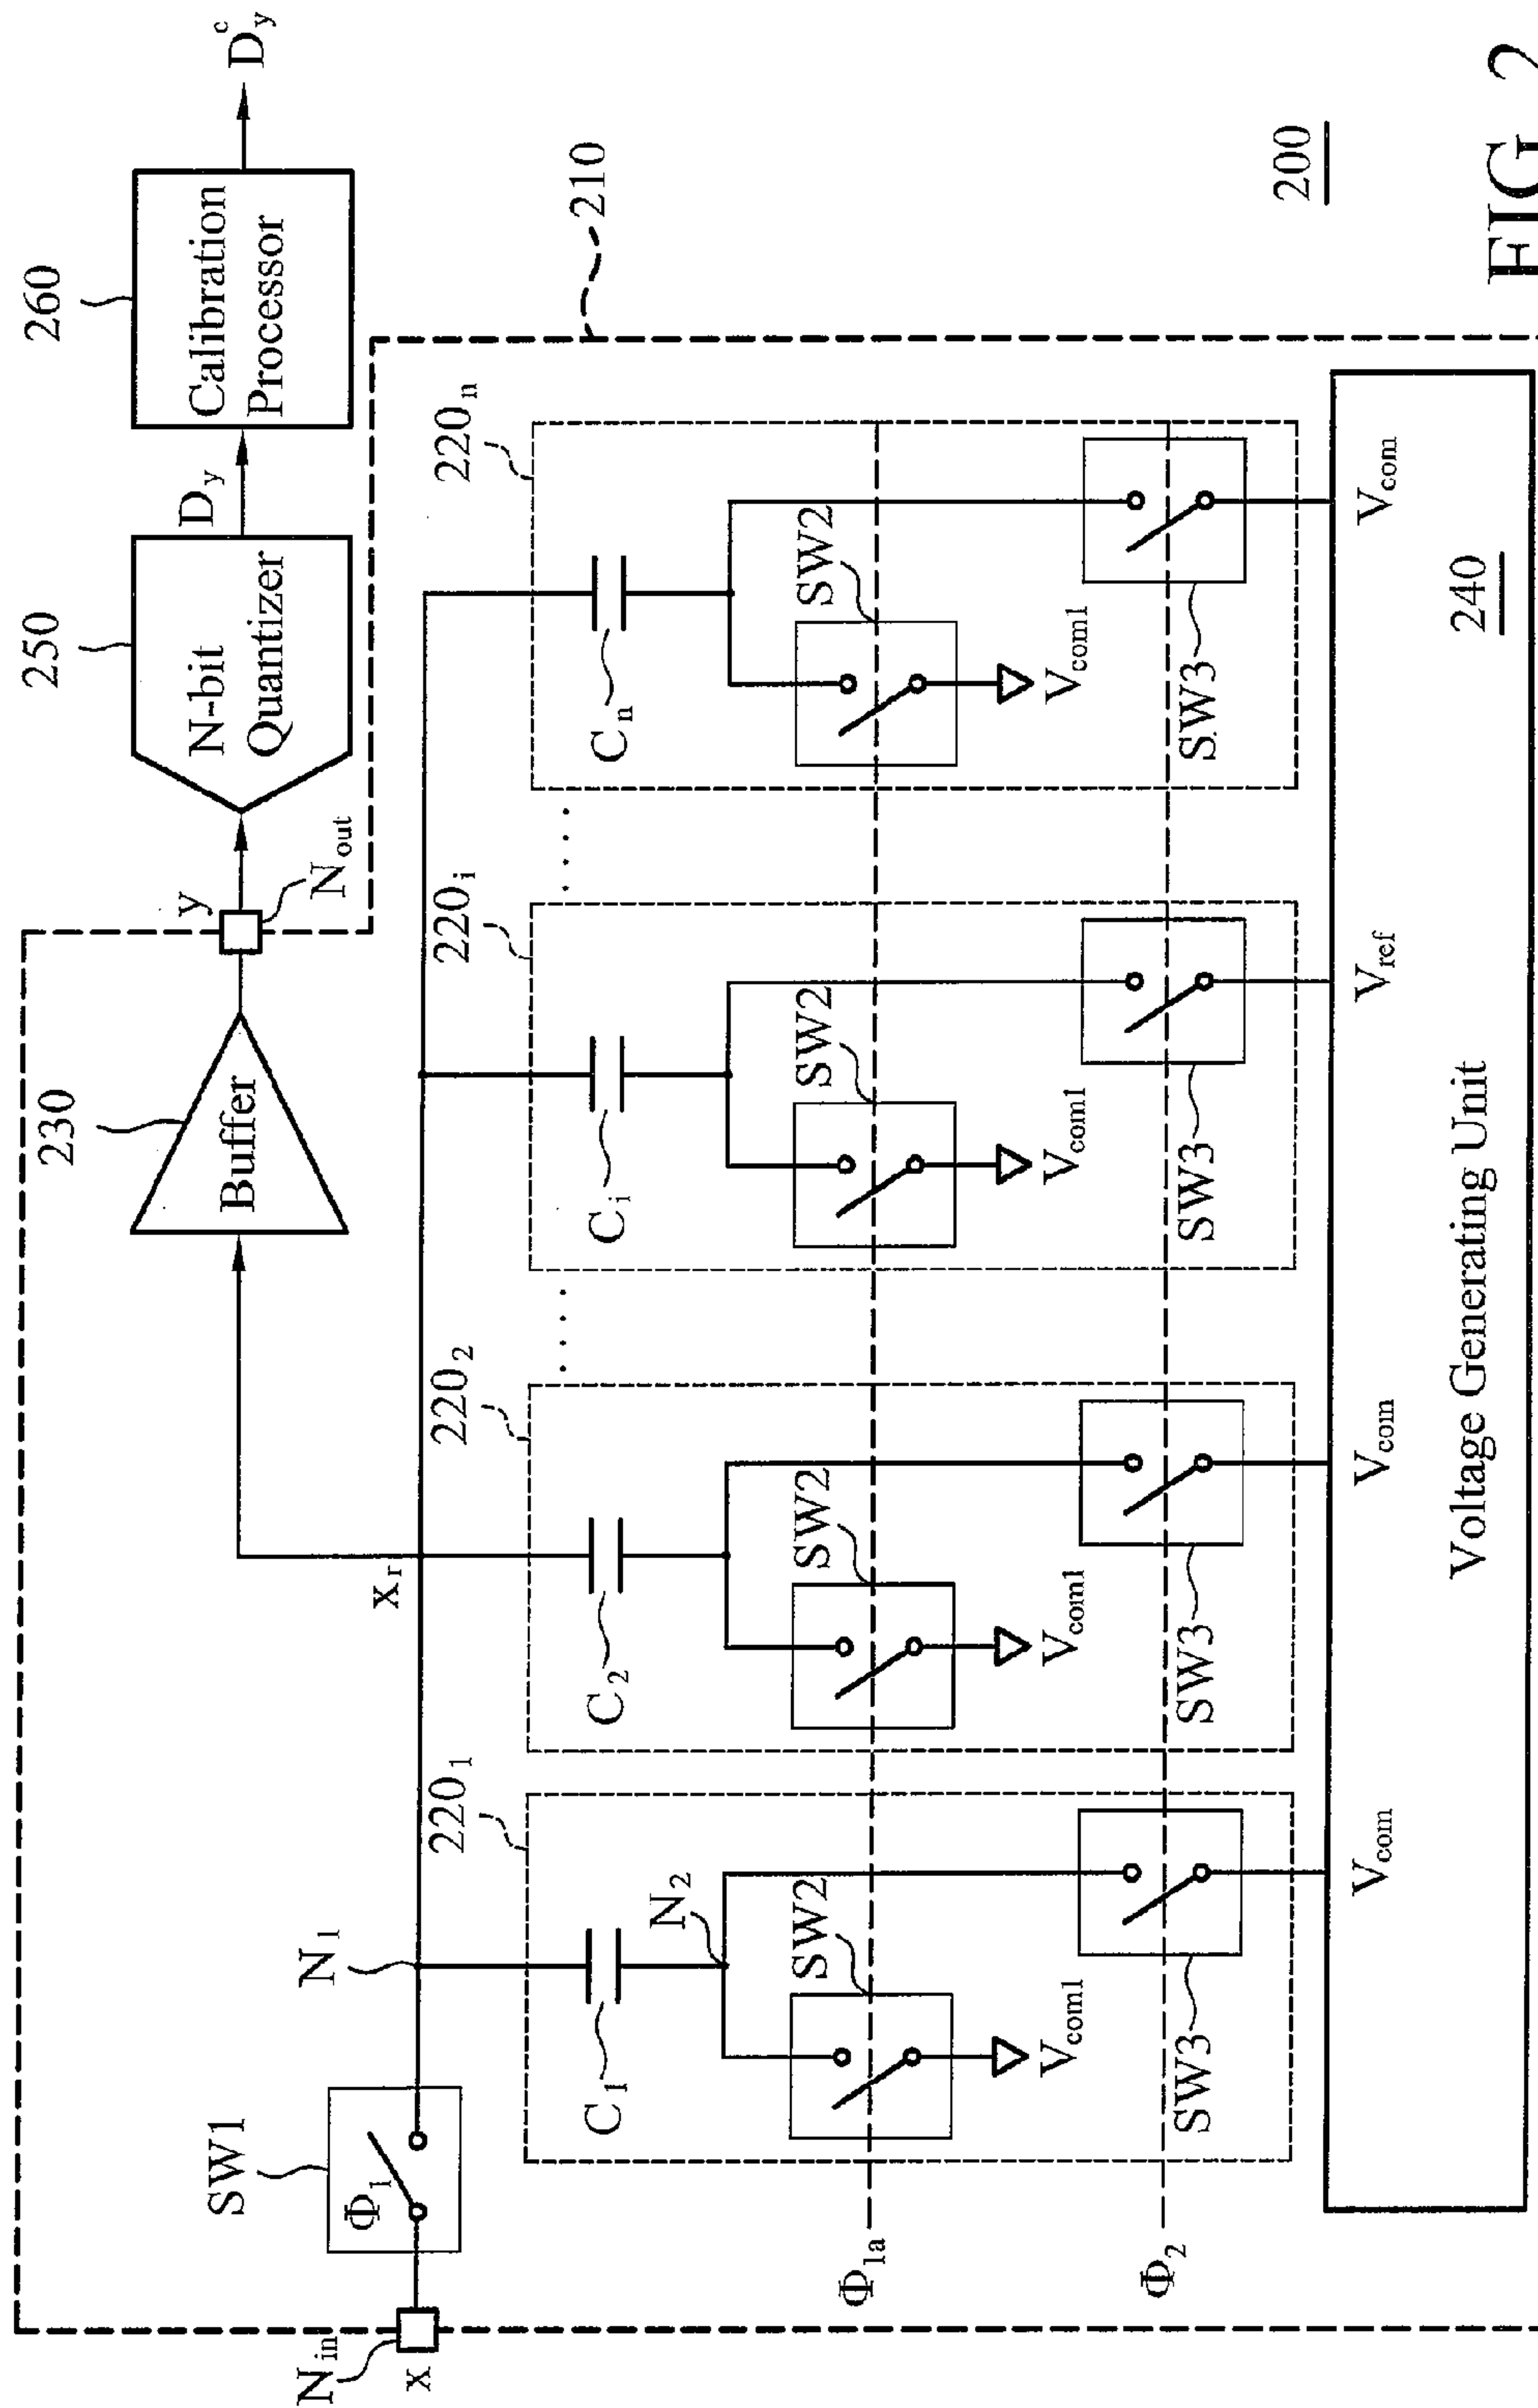 260
Calibration
Processor
D_y^c
250
N-bit
Quantizer
D_y
y
N_out
230
Buffer
210
x_r
N_1
SW1
Φ_1
N_in
x
220_1
220_2
220_i
220_n
. . . .
. . . .
C_1
N_2
C_2
C_i
C_n
SW2
SW2
SW2
SW2
Φ_1a
V_com1
V_com1
V_com1
V_com1
Φ_2
SW3
SW3
SW3
SW3
V_com
V_com
V_ref
V_com
Voltage Generating Unit
240
200
FIG. 2